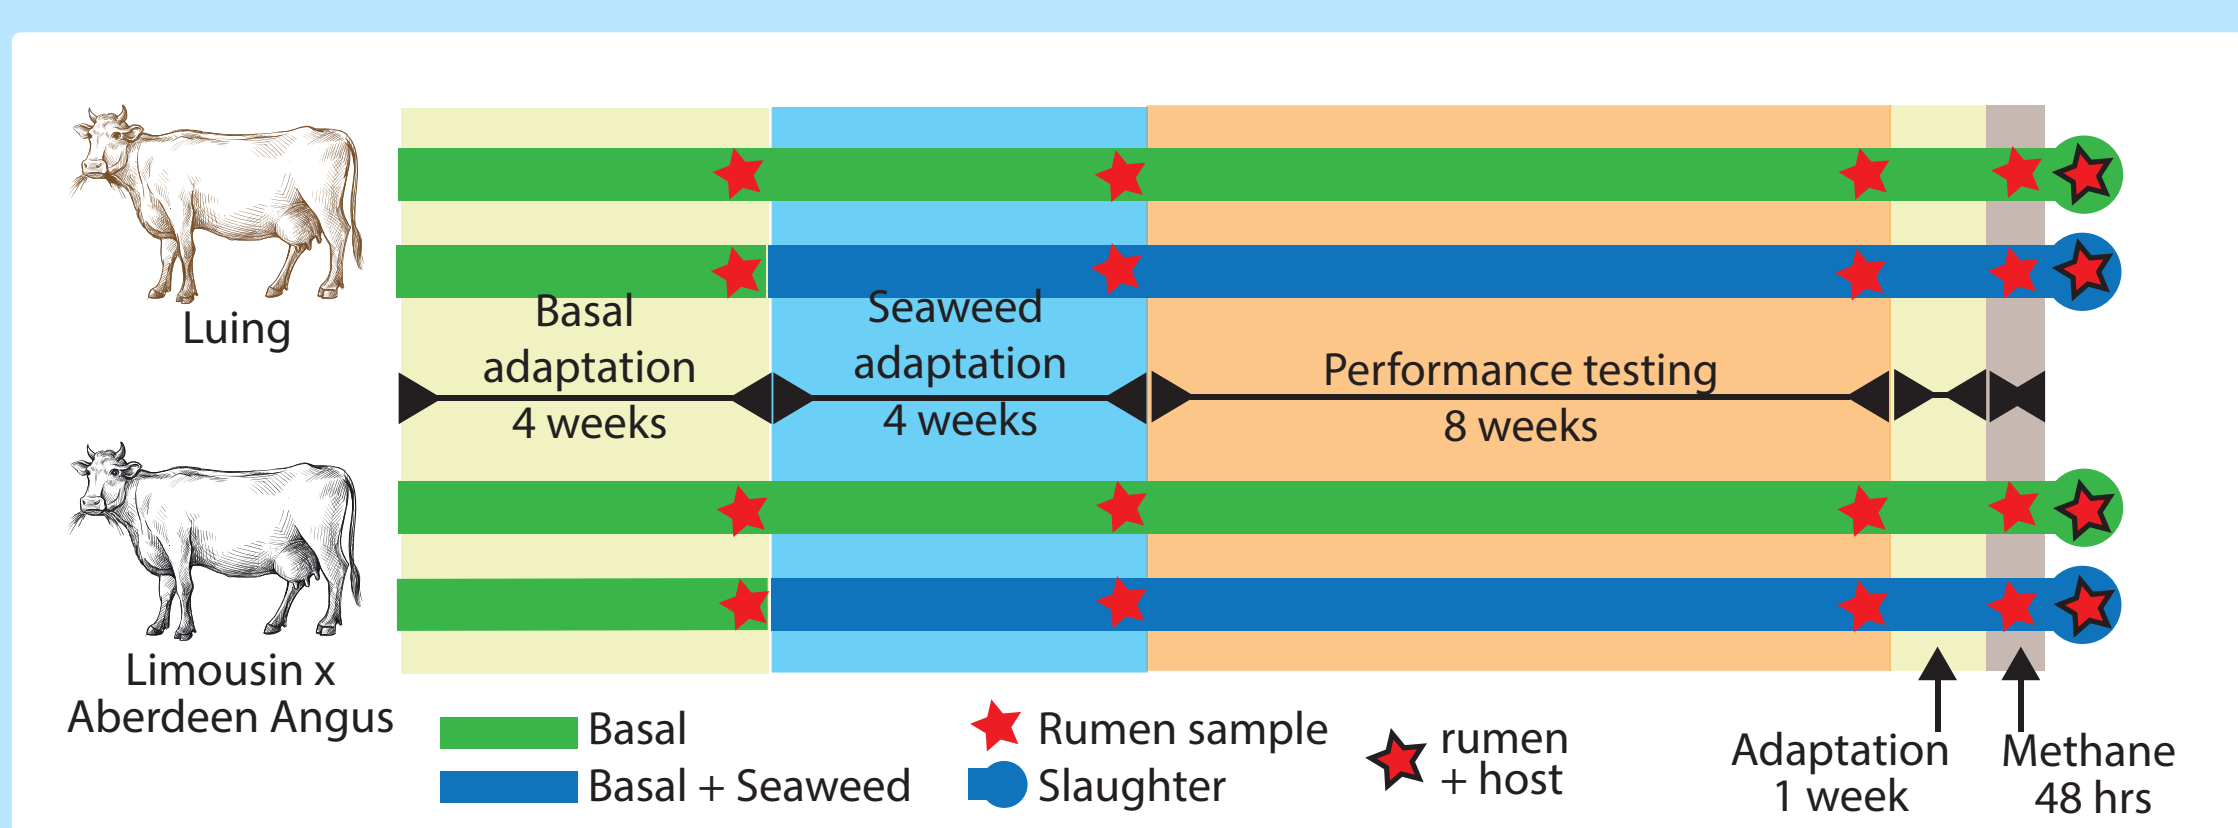 Luing
Basal
adaptation
4 weeks
Seaweed
adaptation
4 weeks
Performance testing
8 weeks
Limousin x
Aberdeen Angus
Basal
Basal + Seaweed
Rumen sample
Slaughter
rumen
+ host
Adaptation
1 week
Methane
48 hrs